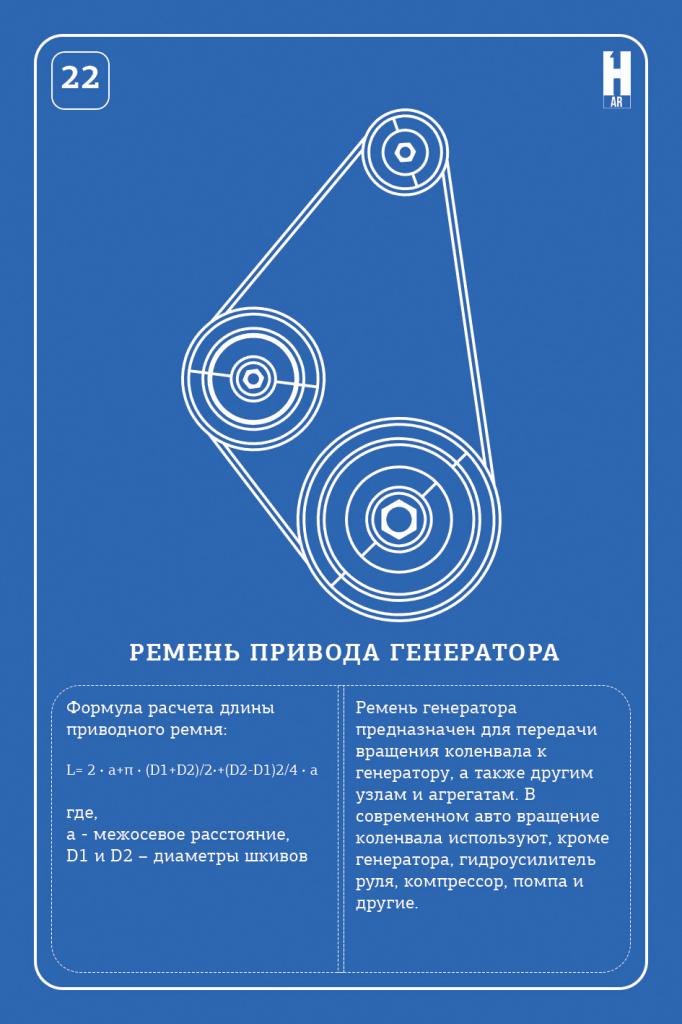 22
H
AR
РЕМЕНЬ ПРИВОДА ГЕНЕРАТОРА
Формула расчета длины
приводного ремня:
L= 2 · a+π · (D1+D2)/2·+(D2-D1)2/4 · a
где,
а - межосевое расстояние,
D1 и D2 – диаметры шкивов
Ремень генератора
предназначен для передачи
вращения коленвала к
генератору, а также другим
узлам и агрегатам. В
современном авто вращение
коленвала используют, кроме
генератора, гидроусилитель
руля, компрессор, помпа и
другие.